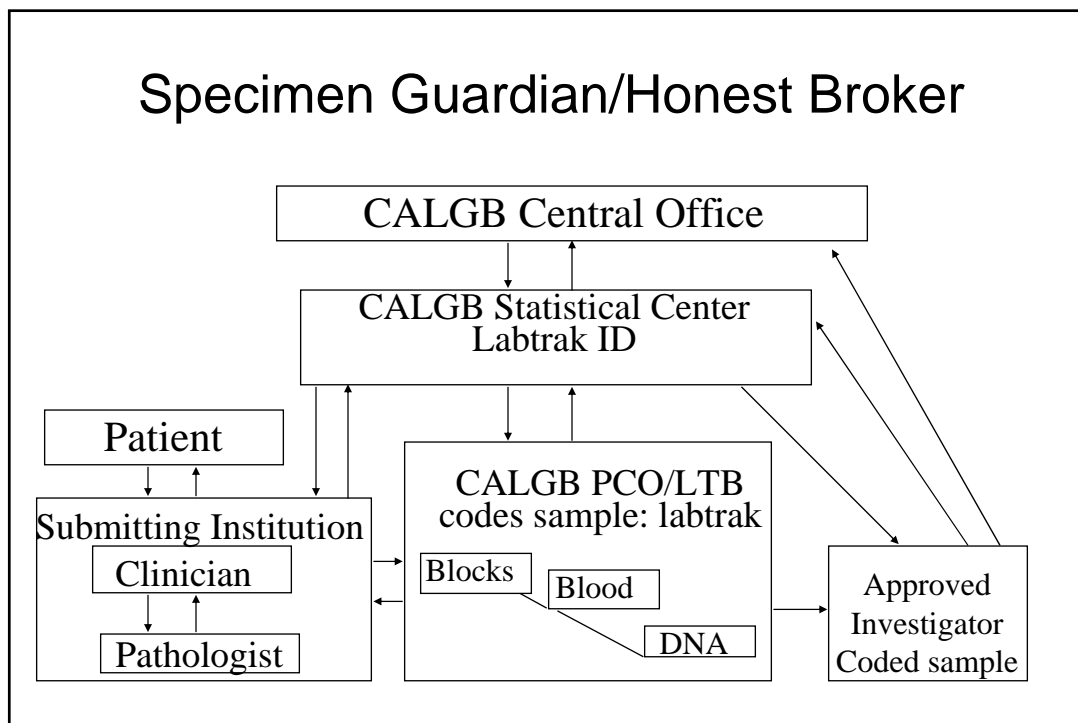 Specimen Guardian/Honest Broker
CALGB Central Office
CALGB Statistical Center
Labtrak ID
Patient
Submitting Institution
Clinician
Pathologist
CALGB PCO/LTB
codes sample: labtrak
Blocks
Blood
DNA
Approved
Investigator
Coded sample